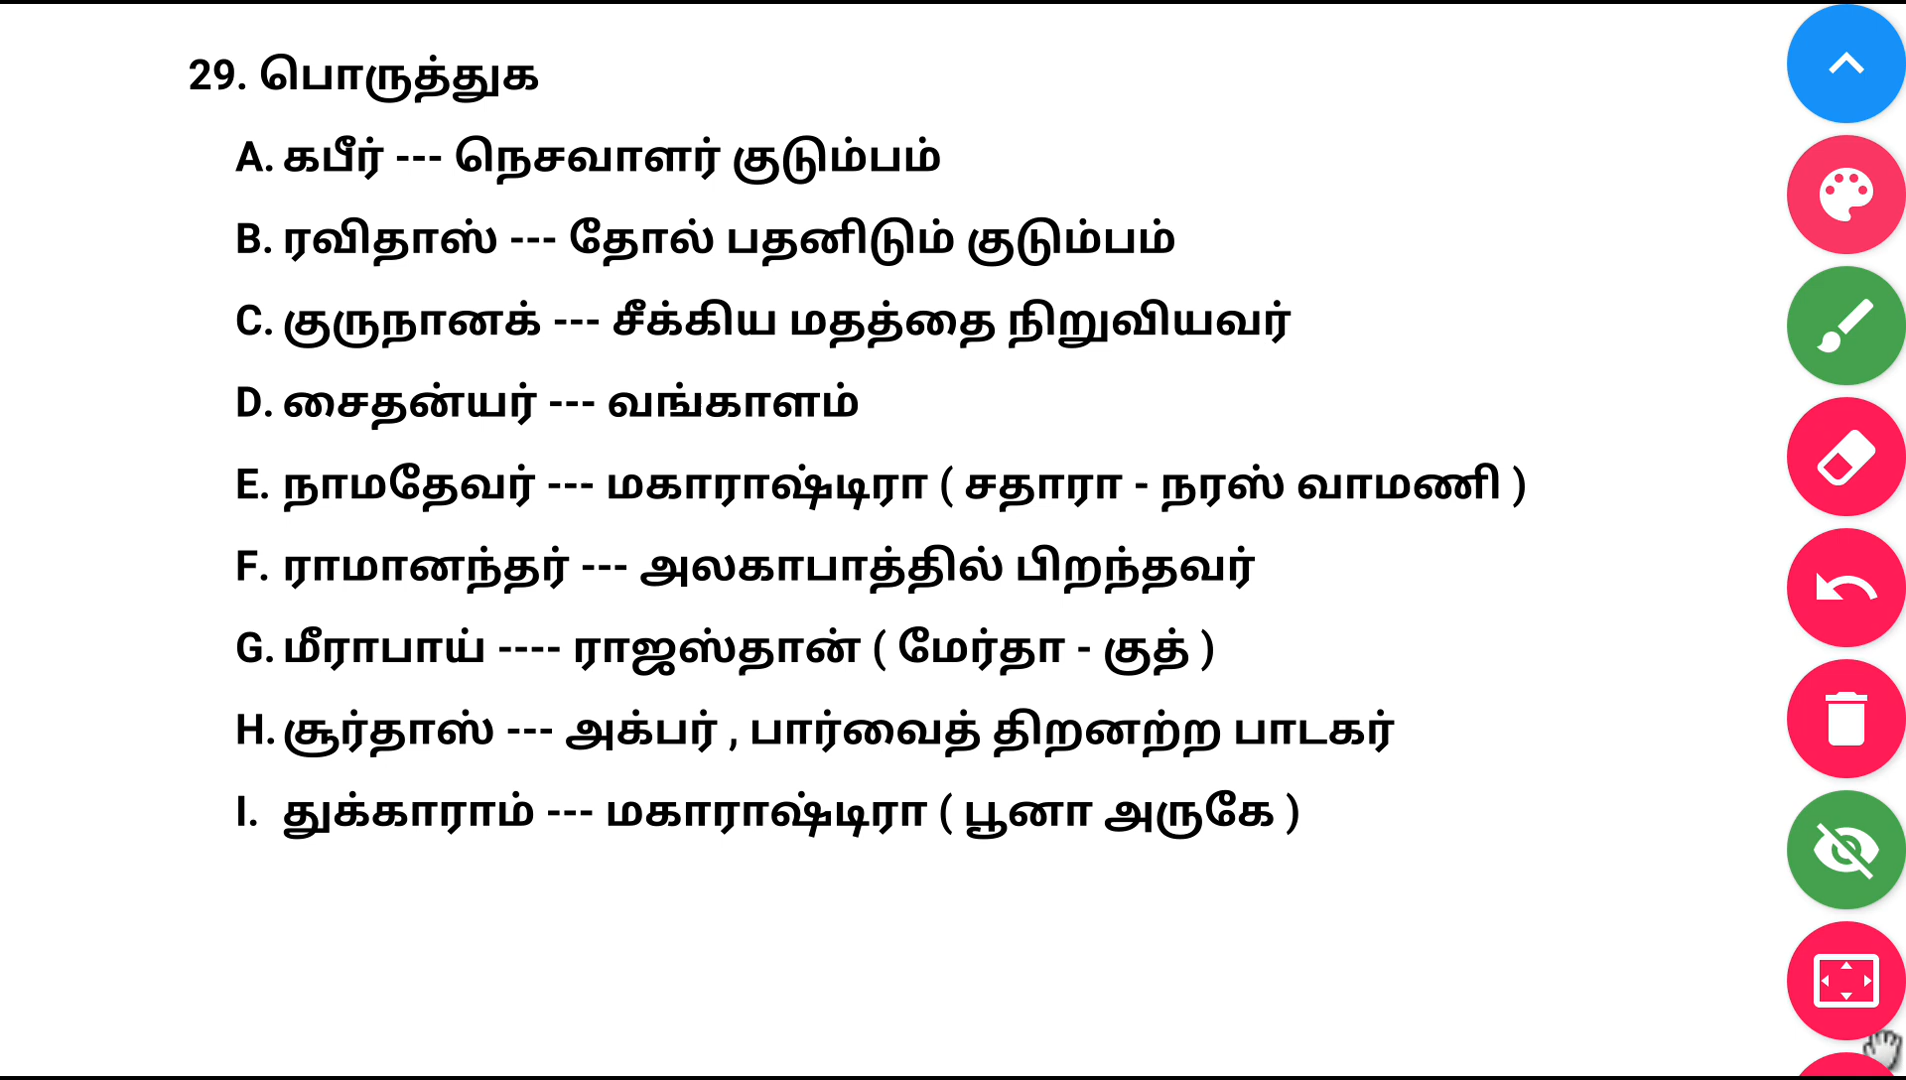 29. பொருத்துக
A. கபீர் --- நெசவாளர் குடும்பம்
B. ரவிதாஸ் --- தோல் பதனிடும் குடும்பம்
C. குருநானக் --- சீக்கிய மதத்தை நிறுவியவர்
D. சைதன்யர் --- வங்காளம்
E. நாமதேவர் --- மகாராஷ்டிரா ( சதாரா - நரஸ் வாமணி )
F. ராமானந்தர் --- அலகாபாத்தில் பிறந்தவர்
G. மீராபாய் ---- ராஜஸ்தான் ( மேர்தா - குத் )
H. சூர்தாஸ் --- அக்பர் , பார்வைத் திறனற்ற பாடகர்
I. துக்காராம் --- மகாராஷ்டிரா ( பூனா அருகே )